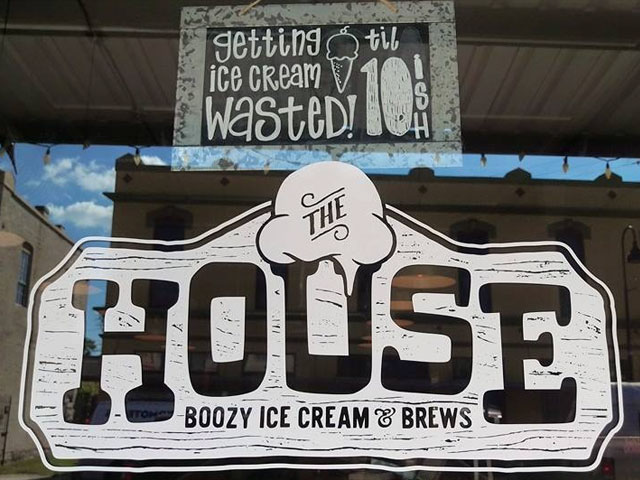 getting
ice cream
wasted!
til
10
ish
THE
HOUSE
BOOZY ICE CREAM & BREWS